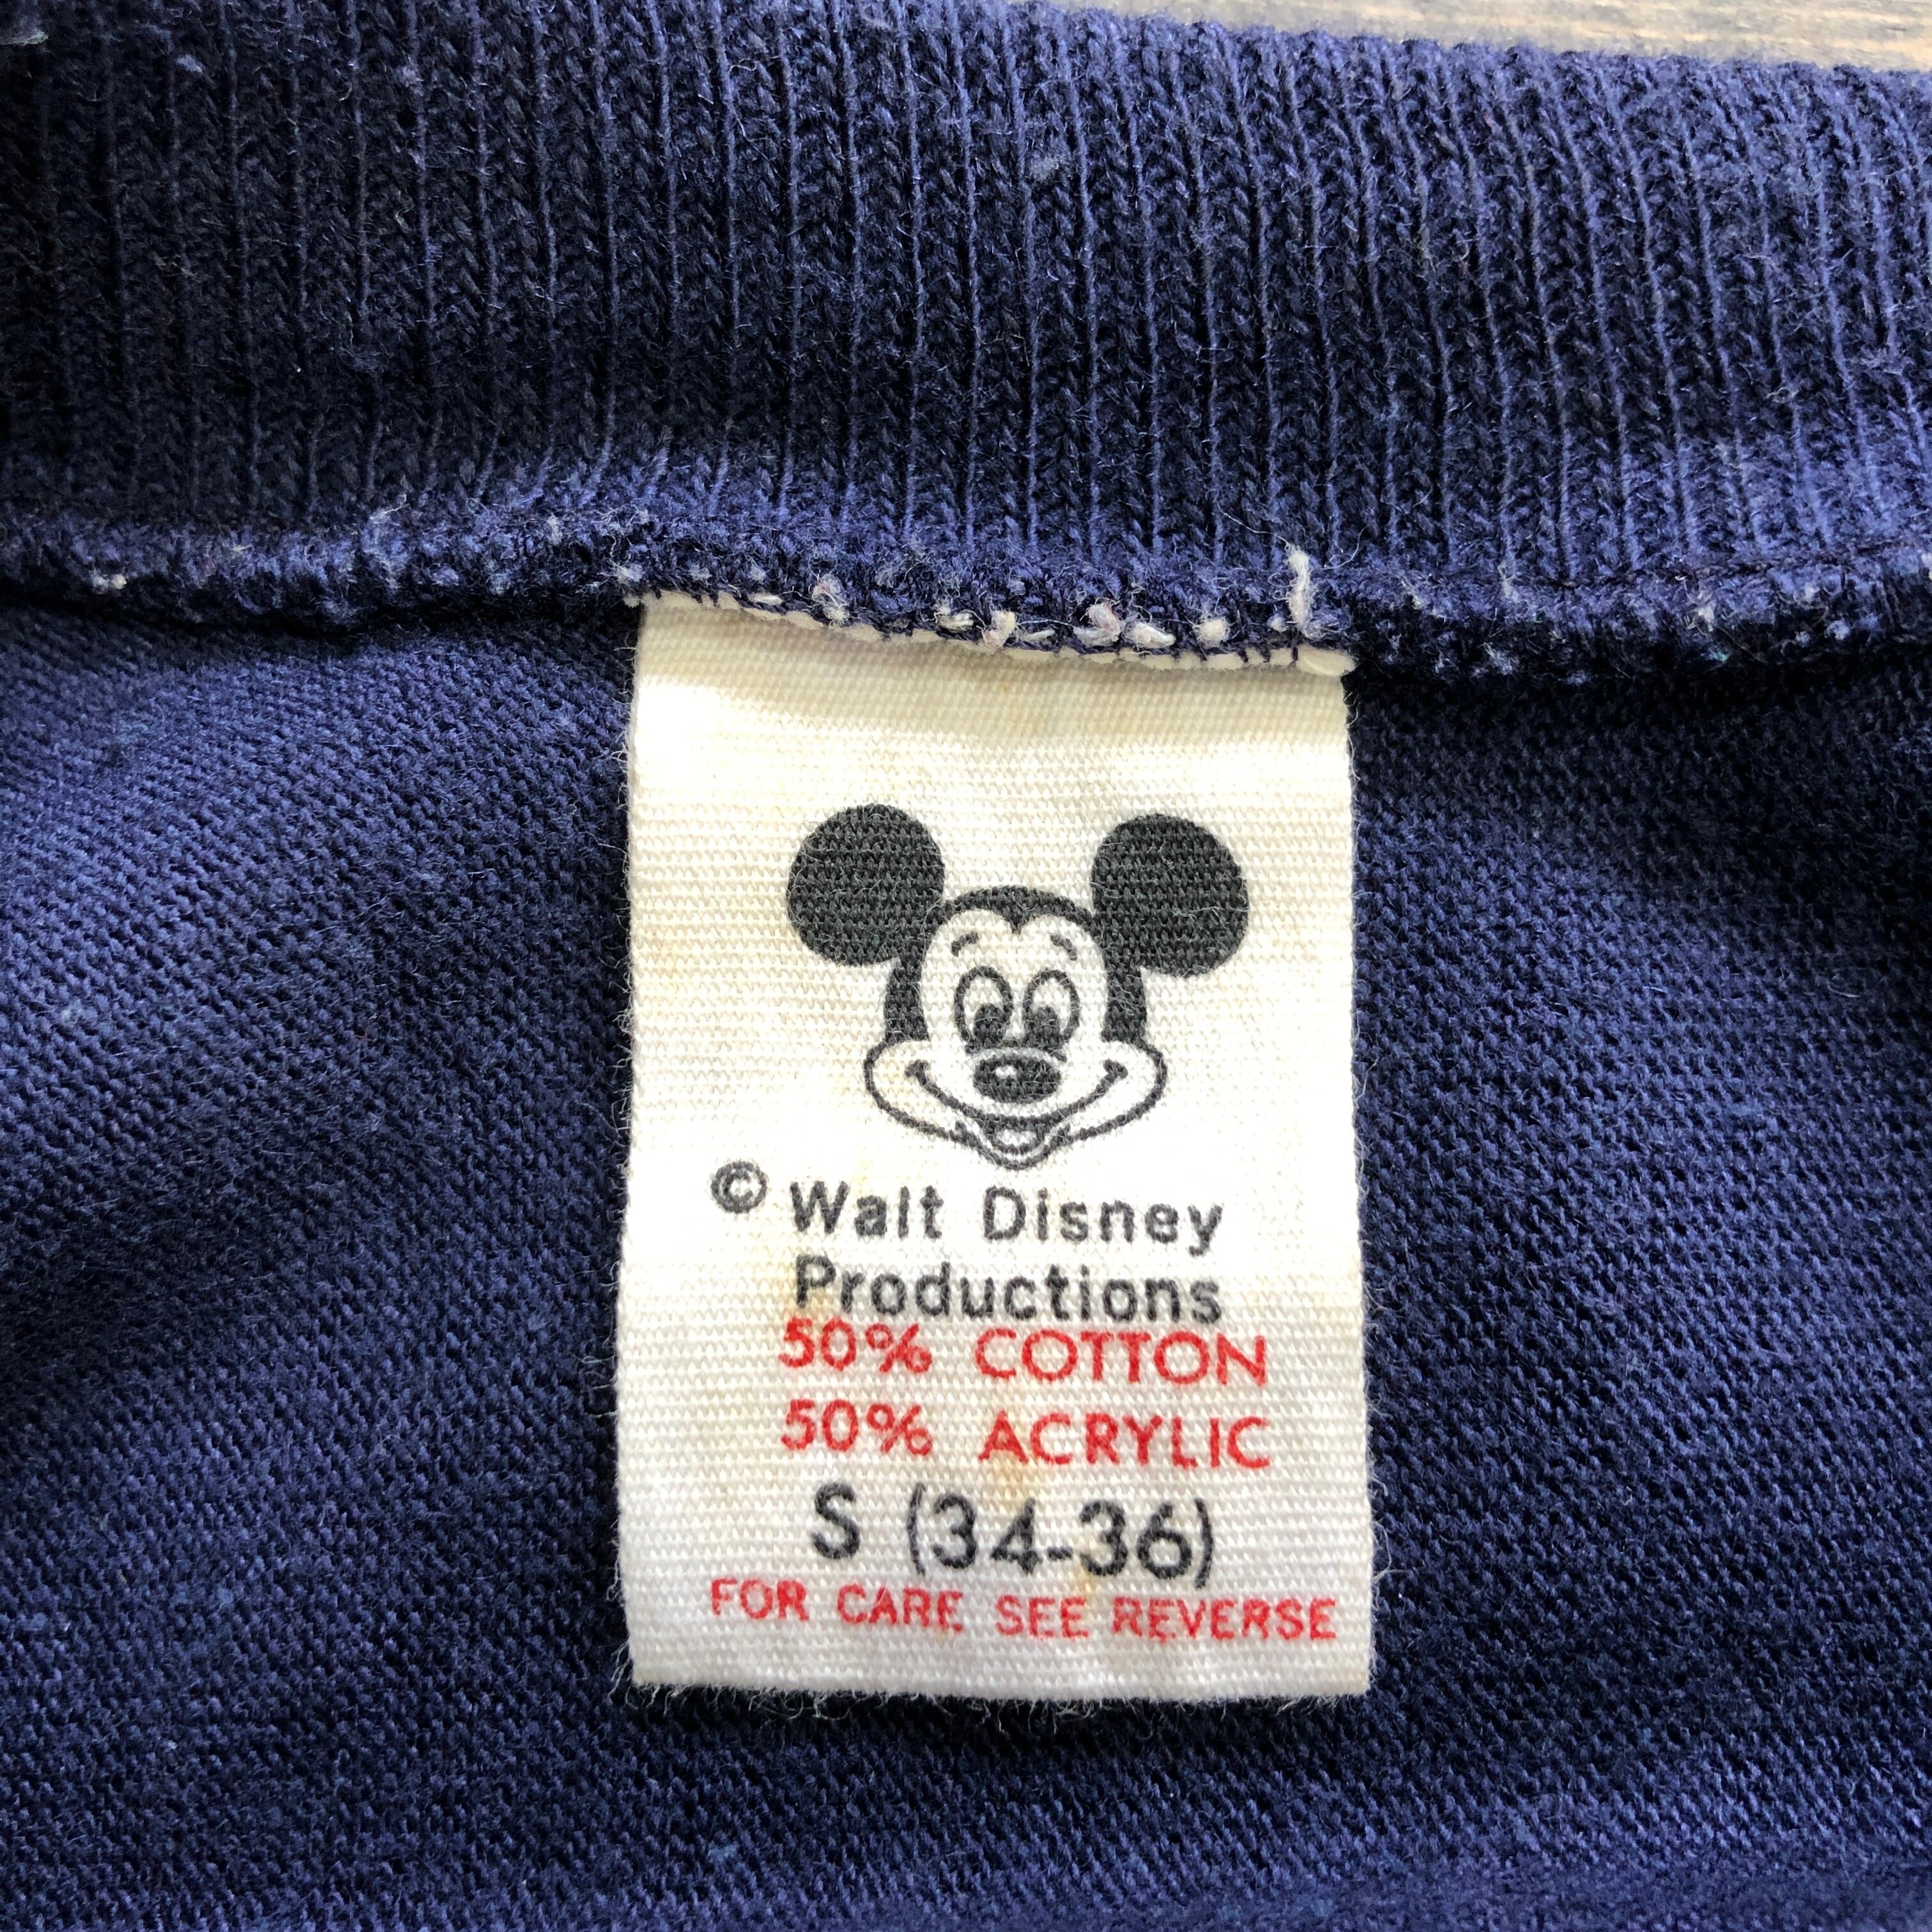 © Walt Disney
Productions
50% COTTON
50% ACRYLIC
S (34-36)
FOR CARE SEE REVERSE